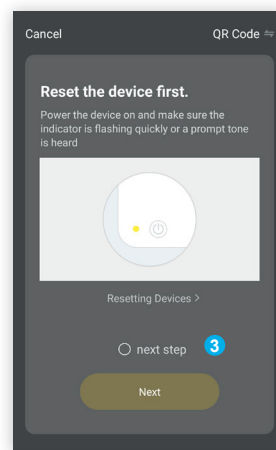 Cancel
QR Code
Reset the device first.
Power the device on and make sure the
indicator is flashing quickly or a prompt tone
is heard
Resetting Devices >
next step
3
Next